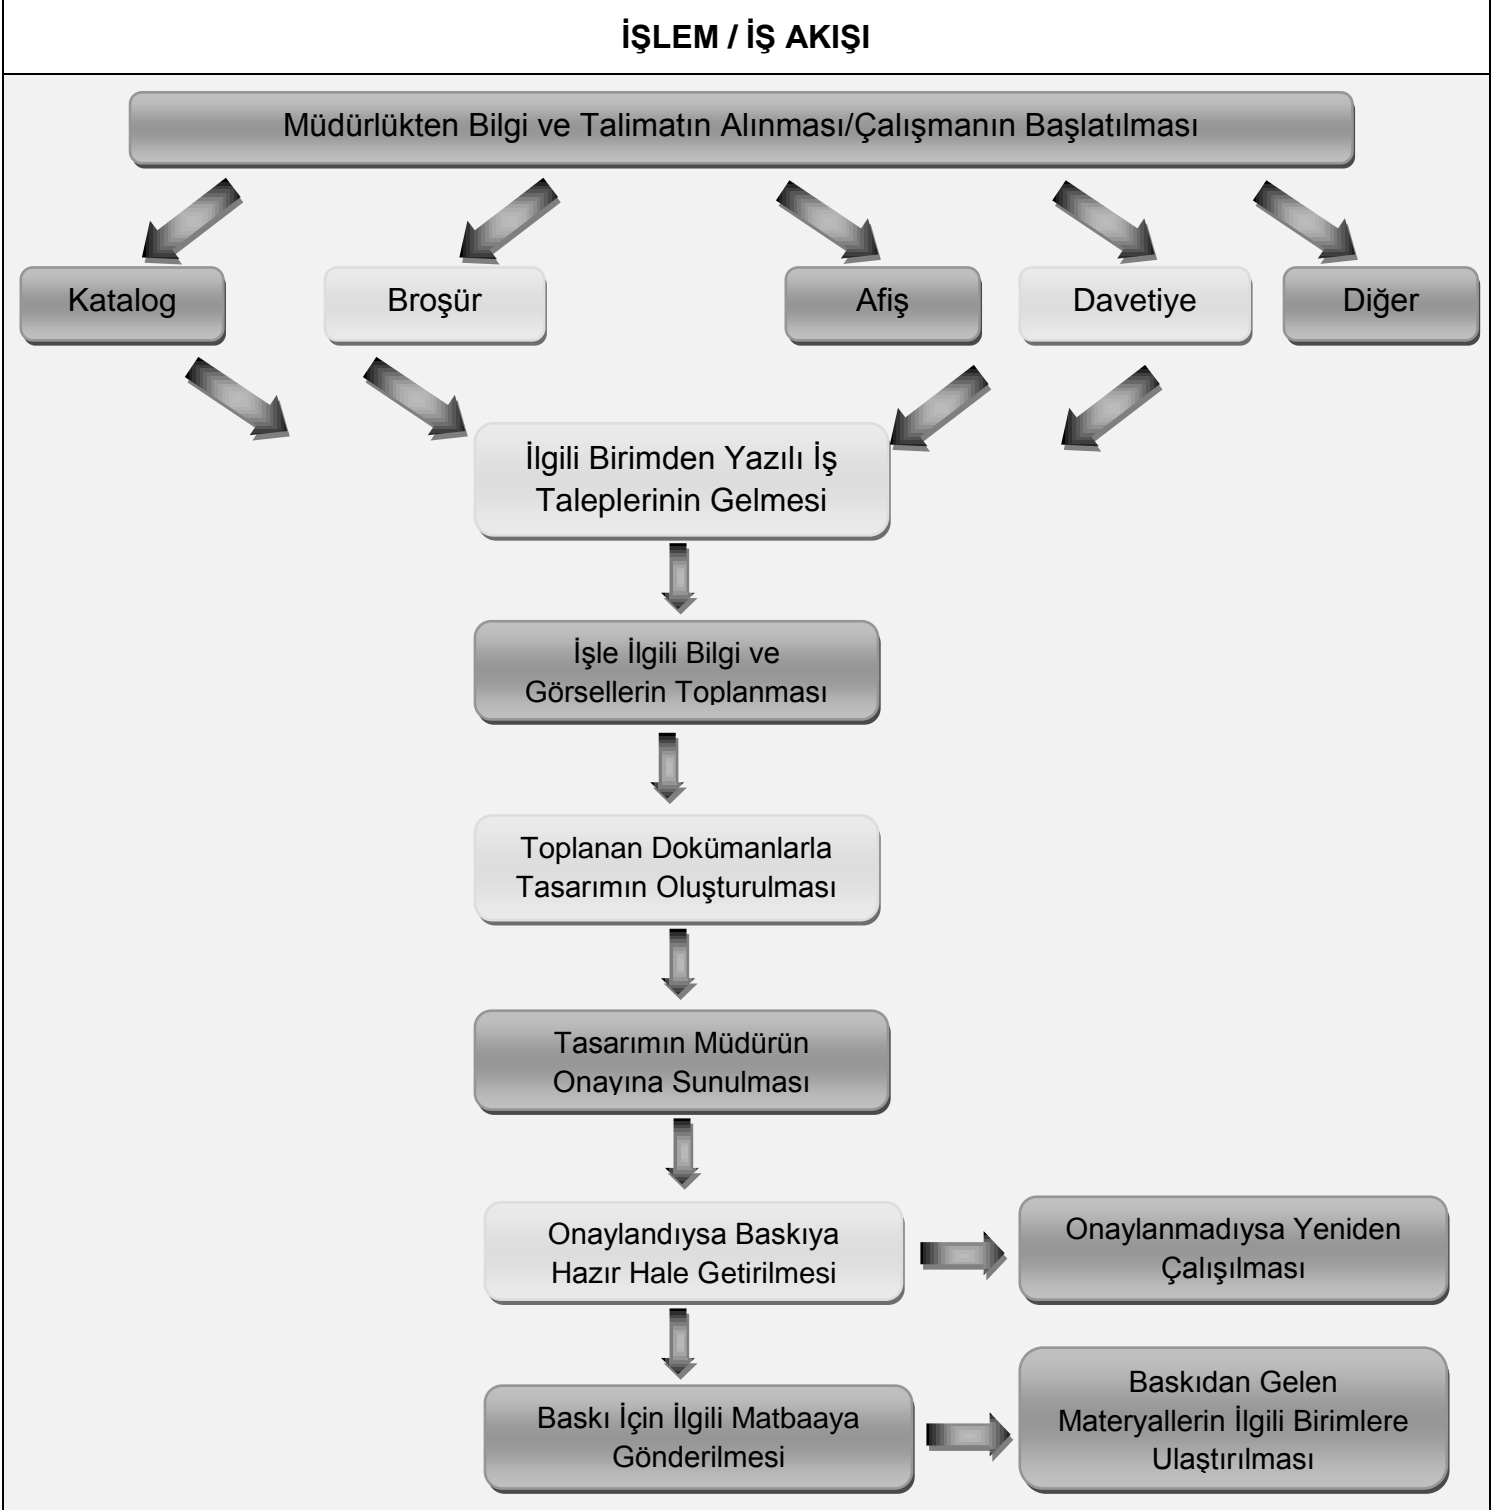 İŞLEM / İŞ AKIŞI
Müdürlükten Bilgi ve Talimatın Alınması/Çalışmanın Başlatılması
Katalog
Broşür
Afiş
Davetiye
Diğer
İlgili Birimden Yazılı İş
Taleplerinin Gelmesi
İşle İlgili Bilgi ve
Görsellerin Toplanması
Toplanan Dokümanlarla
Tasarımın Oluşturulması
Tasarımın Müdürün
Onayına Sunulması
Onaylandıysa Baskıya
Hazır Hale Getirilmesi
Onaylanmadıysa Yeniden
Çalışılması
Baskı İçin İlgili Matbaaya
Gönderilmesi
Baskıdan Gelen
Materyallerin İlgili Birimlere
Ulaştırılması